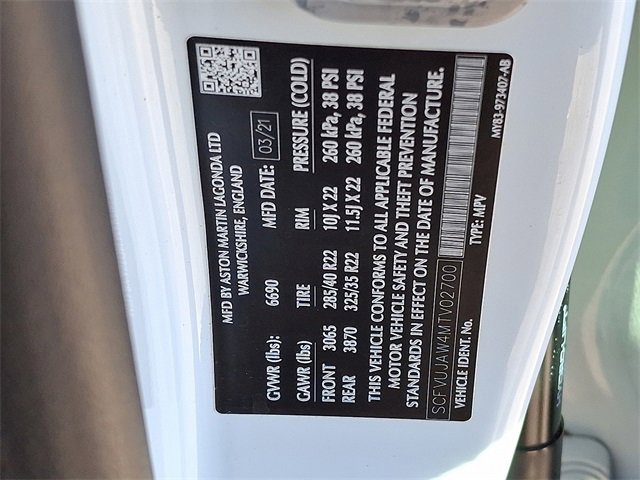 MFD BY ASTON MARTIN LAGONDA LTD
WARWICKSHIRE, ENGLAND
GVWR (lbs): 6690 MFD DATE: 03/21
GAWR (lbs) TIRE RIM PRESSURE (COLD)
FRONT 3065 285/40 R22 10J X 22 260 kPa, 38 PSI
REAR 3870 325/35 R22 11.5J X 22 260 kPa, 38 PSI
THIS VEHICLE CONFORMS TO ALL APPLICABLE FEDERAL
MOTOR VEHICLE SAFETY AND THEFT PREVENTION
STANDARDS IN EFFECT ON THE DATE OF MANUFACTURE.
SCFVUJAW4MTV02700
VEHICLE IDENT. No. TYPE: MPV
MY83-973407-AB